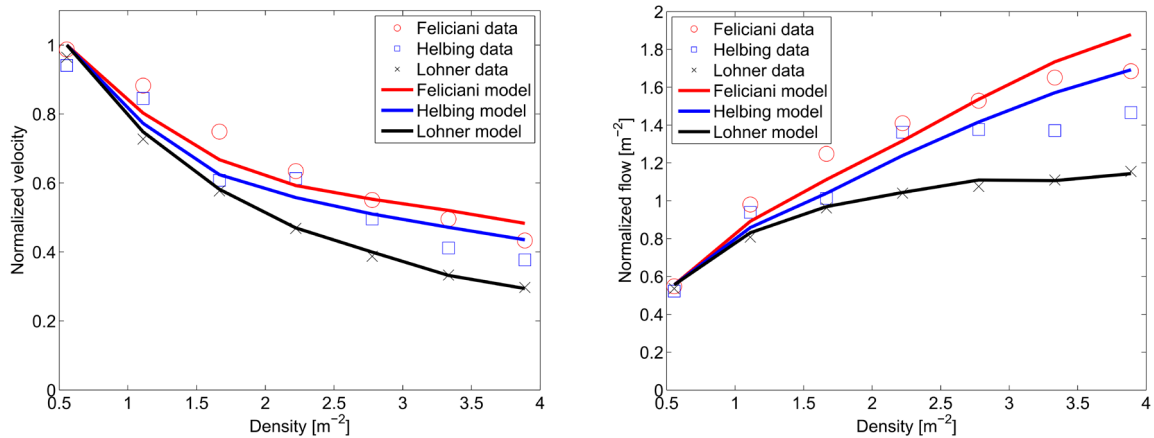 1
0.8
0.6
0.4
0.2
0
0.5
1
1.5
2
2.5
3
3.5
4
Normalized velocity
Density [m⁻²]
Feliciani data
Helbing data
Lohner data
Feliciani model
Helbing model
Lohner model
2
1.8
1.6
1.4
1.2
1
0.8
0.6
0.4
0.2
0
0.5
1
1.5
2
2.5
3
3.5
4
Normalized flow [m⁻²]
Density [m⁻²]
Feliciani data
Helbing data
Lohner data
Feliciani model
Helbing model
Lohner model